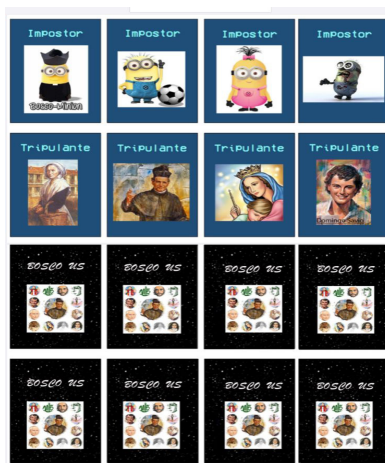 Impostor Impostor Impostor Impostor
Bosco-Minion
Tripulante Tripulante Tripulante Tripulante
Domingo Savio
BOSCO US BOSCO US BOSCO US BOSCO US
BOSCO US BOSCO US BOSCO US BOSCO US